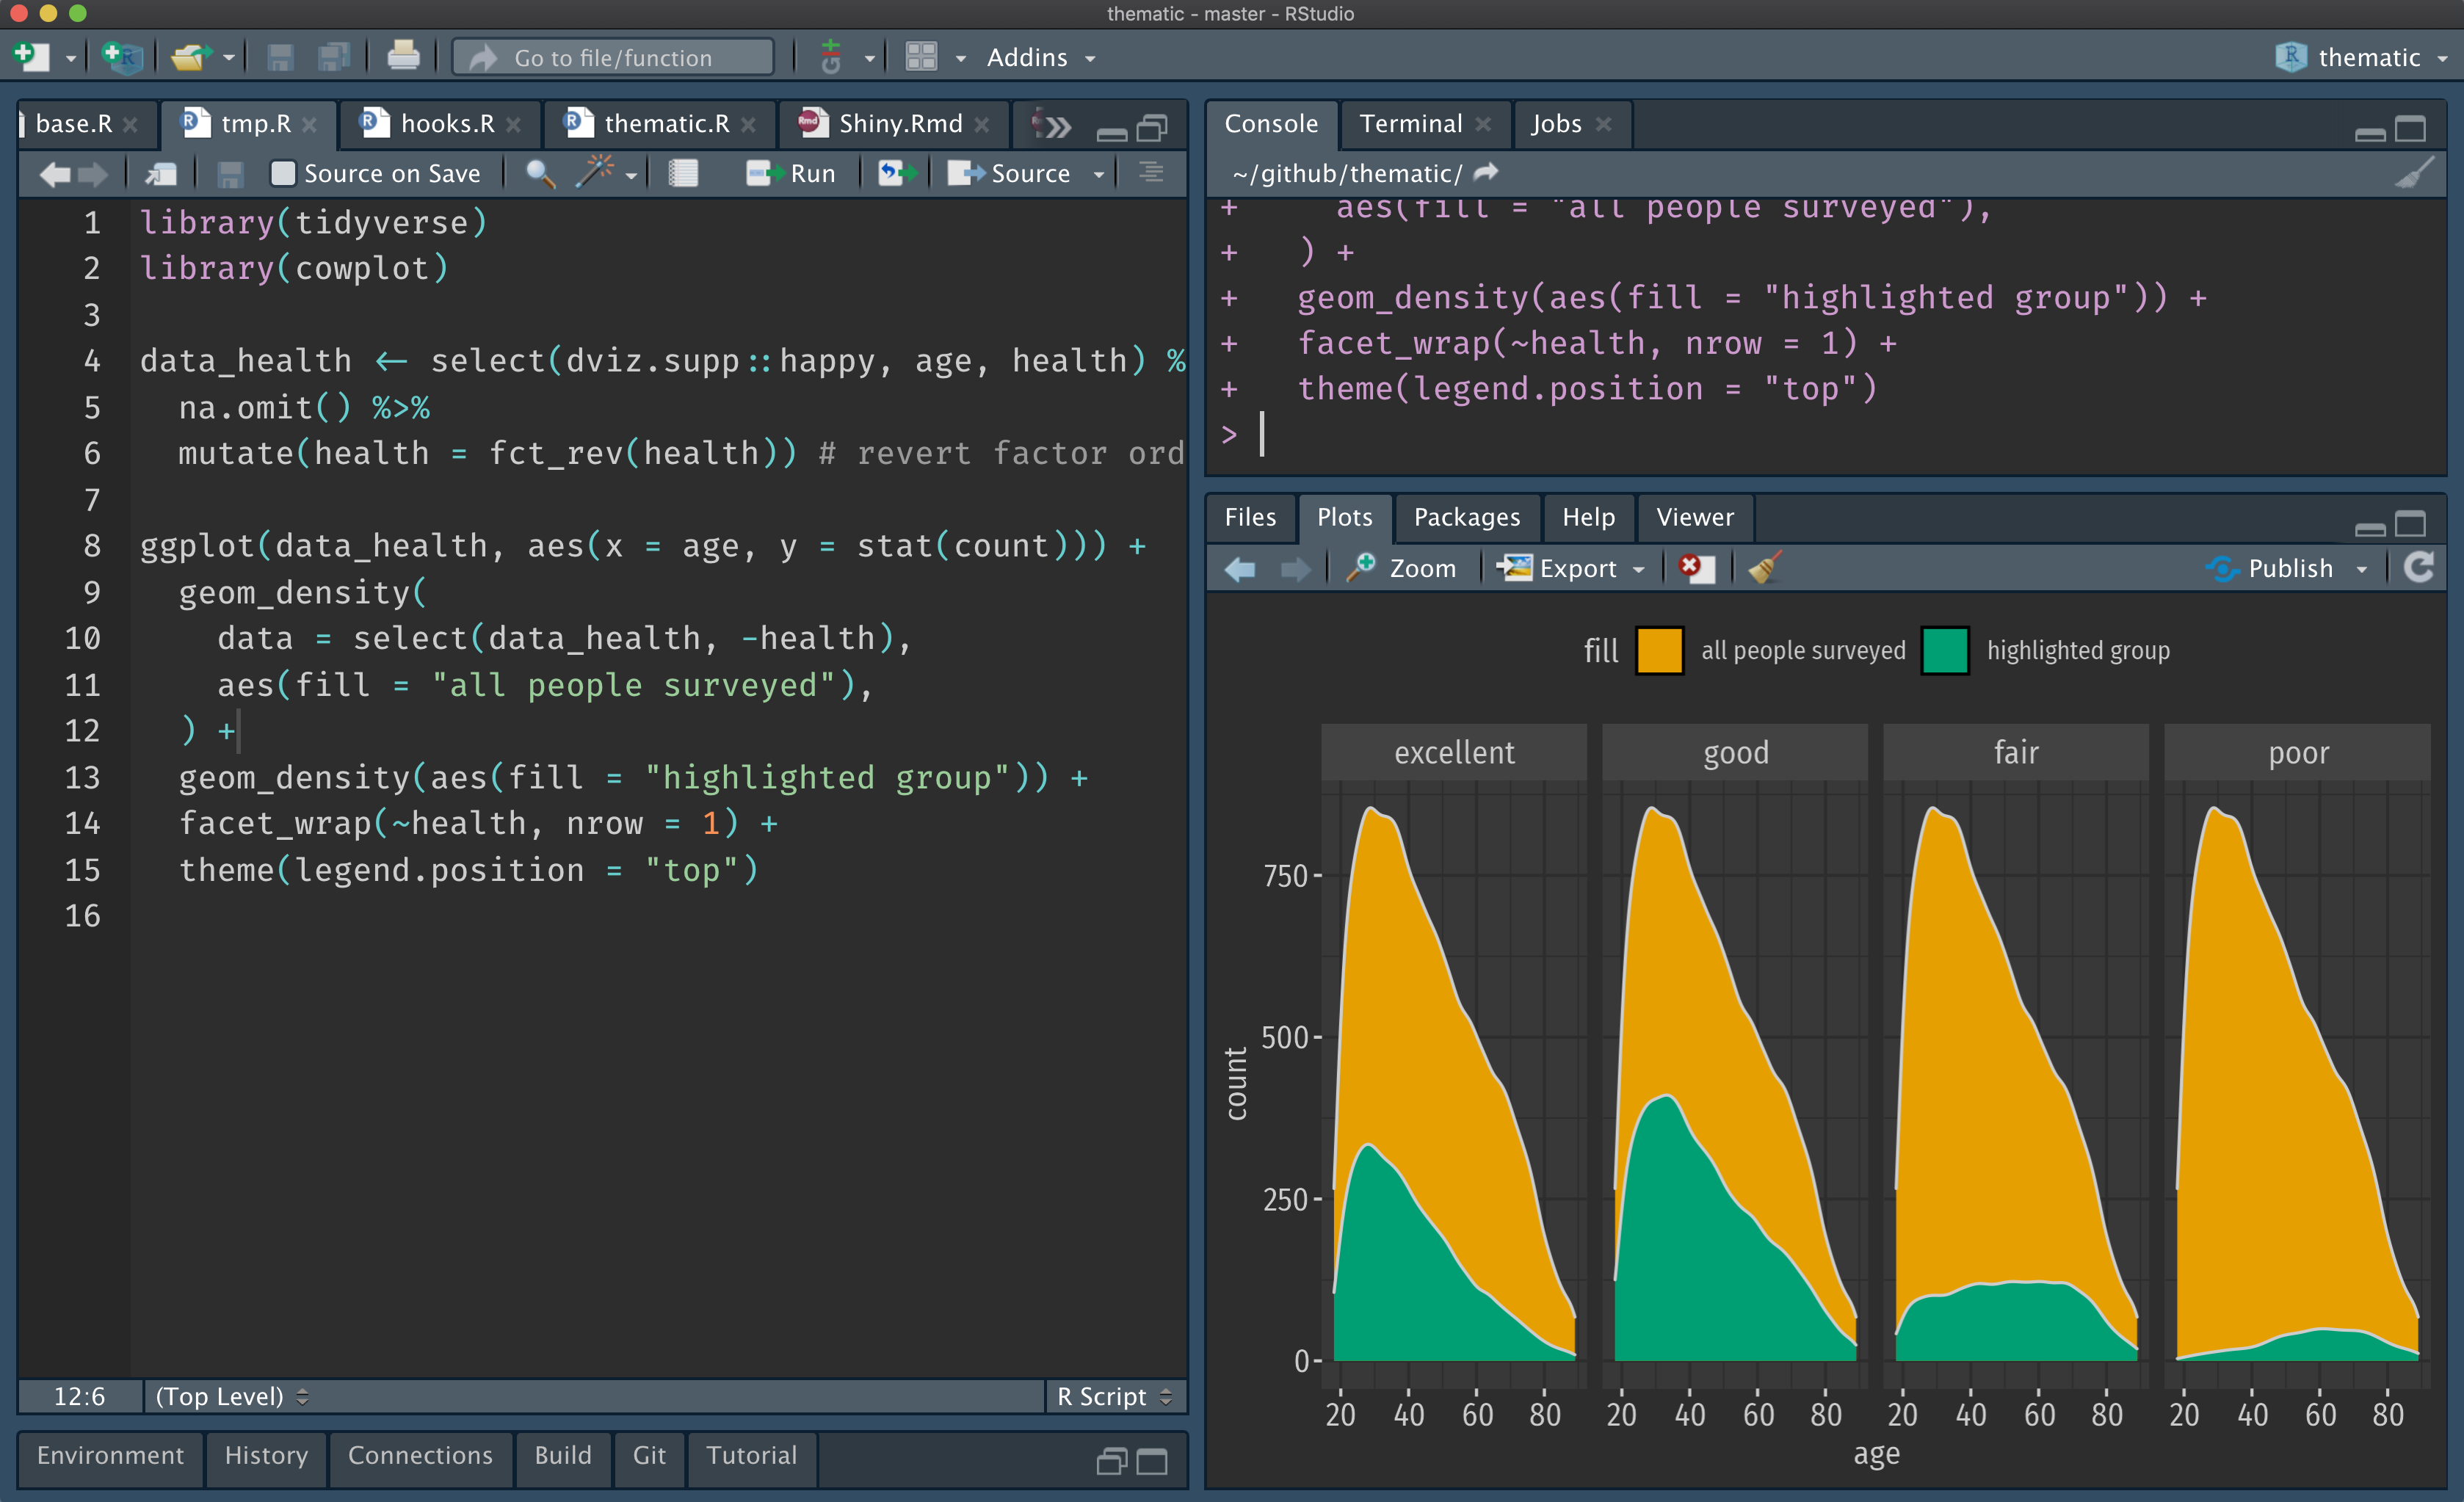 thematic - master - RStudio
Go to file/function
Addins
thematic
base.R
tmp.R
hooks.R
thematic.R
Shiny.Rmd
Source on Save
Run
Source
1 library(tidyverse)
2 library(cowplot)
3
4 data_health <- select(dviz.supp::happy, age, health) %
5 na.omit() %>%
6 mutate(health = fct_rev(health)) # revert factor ord
7
8 ggplot(data_health, aes(x = age, y = stat(count))) +
9 geom_density(
10 data = select(data_health, -health),
11 aes(fill = "all people surveyed"),
12 ) +
13 geom_density(aes(fill = "highlighted group")) +
14 facet_wrap(~health, nrow = 1) +
15 theme(legend.position = "top")
16
12:6
(Top Level)
R Script
Environment
History
Connections
Build
Git
Tutorial
Console
Terminal
Jobs
~/github/thematic/
+ aes(fill = "all people surveyed"),
+ ) +
+ geom_density(aes(fill = "highlighted group")) +
+ facet_wrap(~health, nrow = 1) +
+ theme(legend.position = "top")
>
Files
Plots
Packages
Help
Viewer
Zoom
Export
Publish
fill
all people surveyed
highlighted group
excellent
good
fair
poor
count
750
500
250
0
20 40 60 80
20 40 60 80
20 40 60 80
20 40 60 80
age